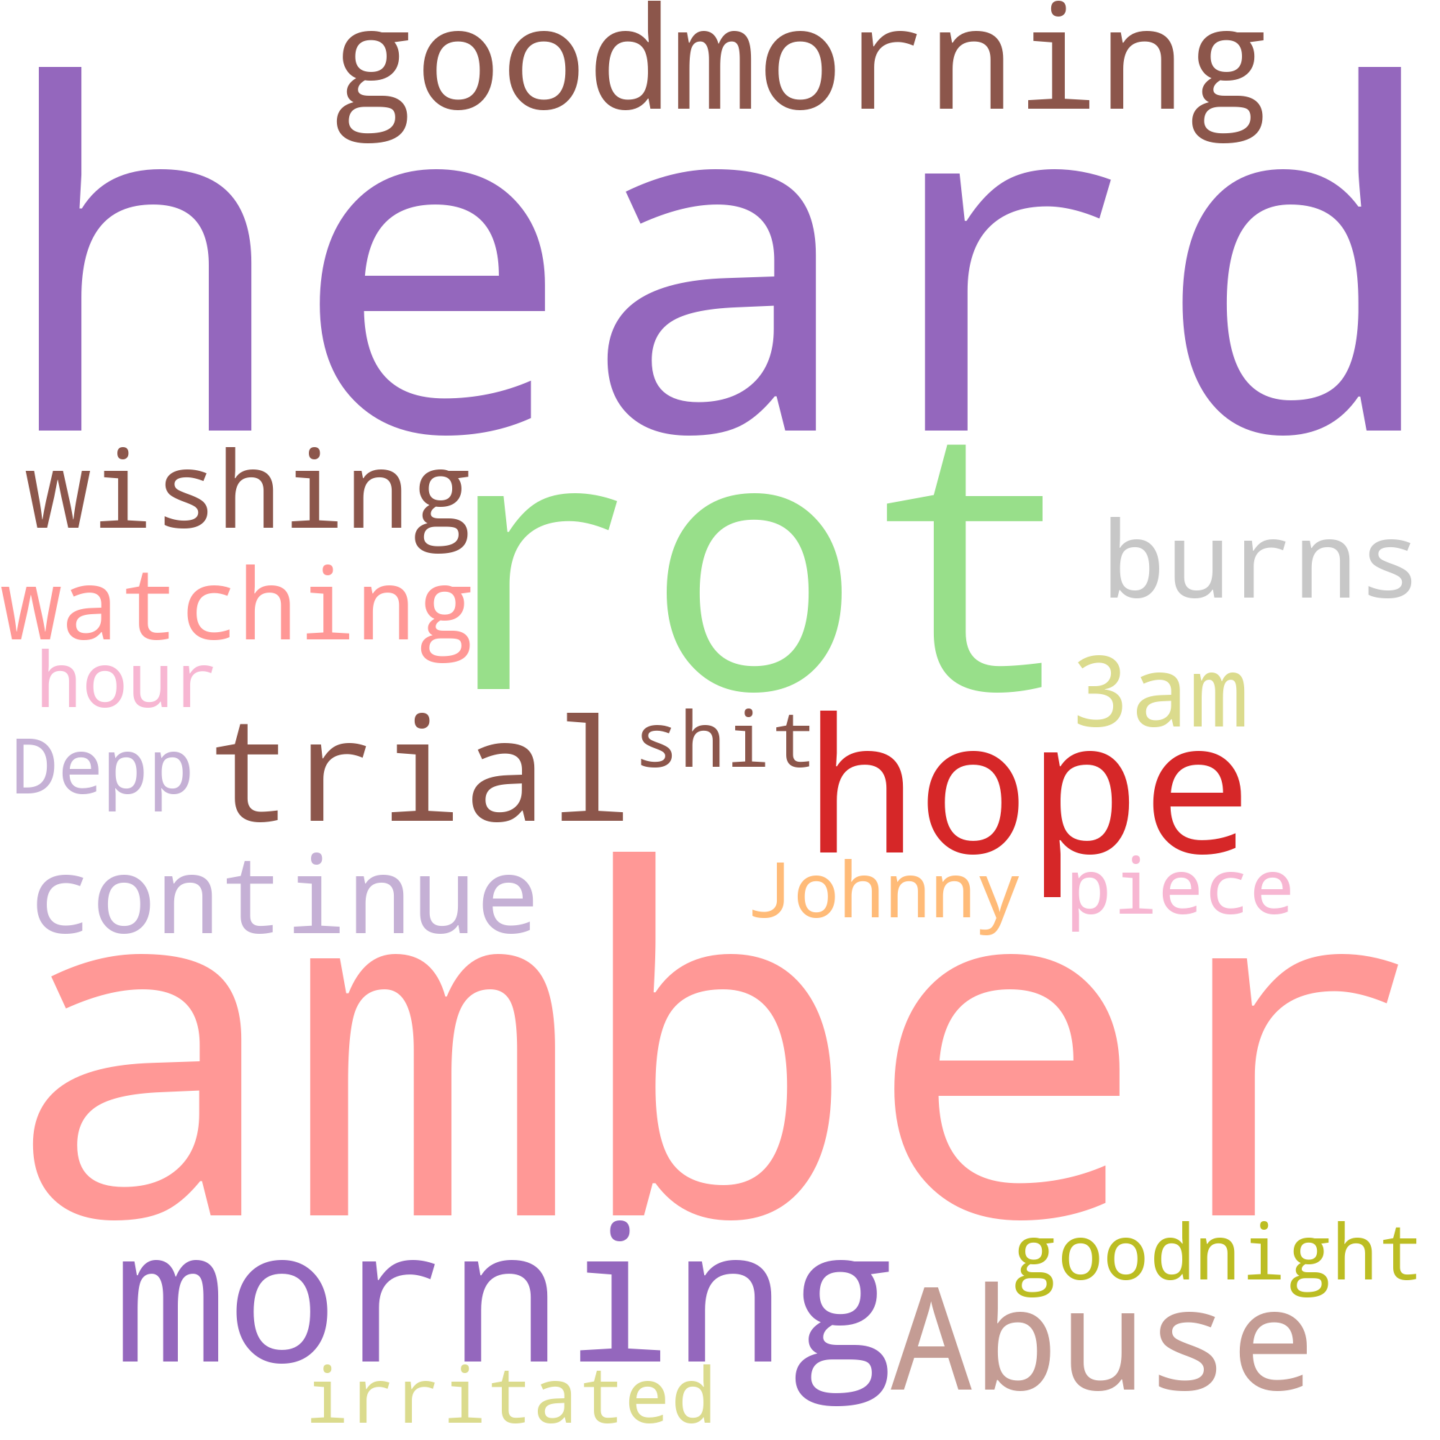 goodmorning
heard
wishing
rot
burns
watching
hour
3am
Depp
trial
shit
hope
continue
Johnny
piece
amber
morning
goodnight
Abuse
irritated